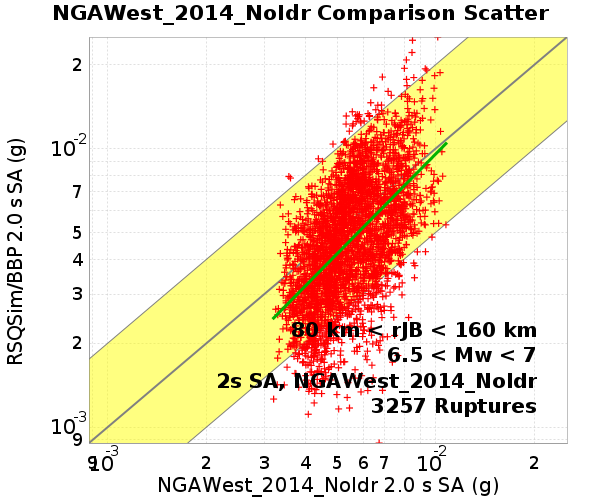 NGAWest_2014_NoIdr Comparison Scatter
RSQSim/BBP 2.0 s SA (g)
2
10-2
7
5
4
3
2
10-3
9
80 km < rJB < 160 km
6.5 < Mw < 7
2s SA, NGAWest_2014_NoIdr
3257 Ruptures
9 10-3 2 3 4 5 6 7 10-2 2
NGAWest_2014_NoIdr 2.0 s SA (g)